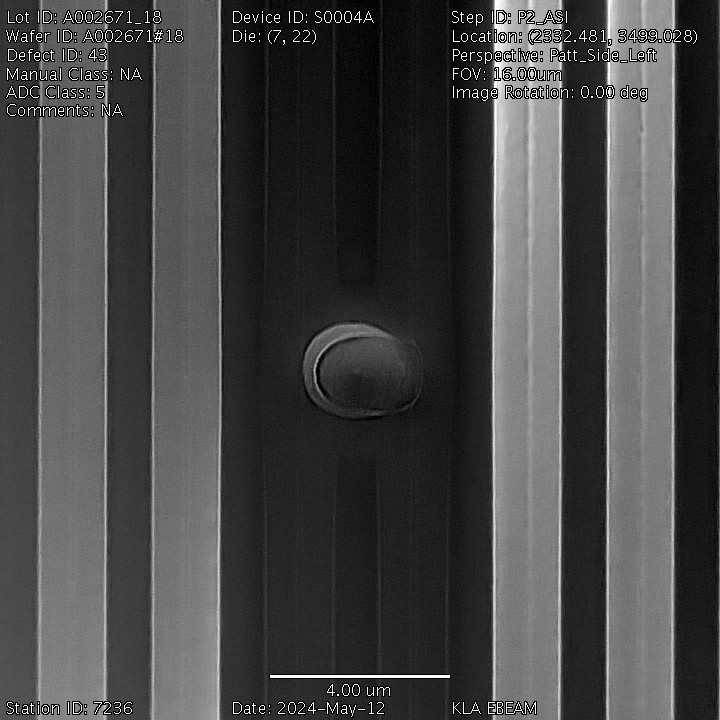 Lot ID: A002671_18
Wafer ID: A002671#18
Defect ID: 43
Manual Class: NA
ADC Class: 5
Comments: NA
Device ID: S0004A
Die: (7, 22)
Step ID: P2_ASI
Location: (2332.481, 3499.028)
Perspective: Patt_Side_Left
FOV: 16.00um
Image Rotation: 0.00 deg
4.00 um
Station ID: 7236
Date: 2024-May-12
KLA EBEAM